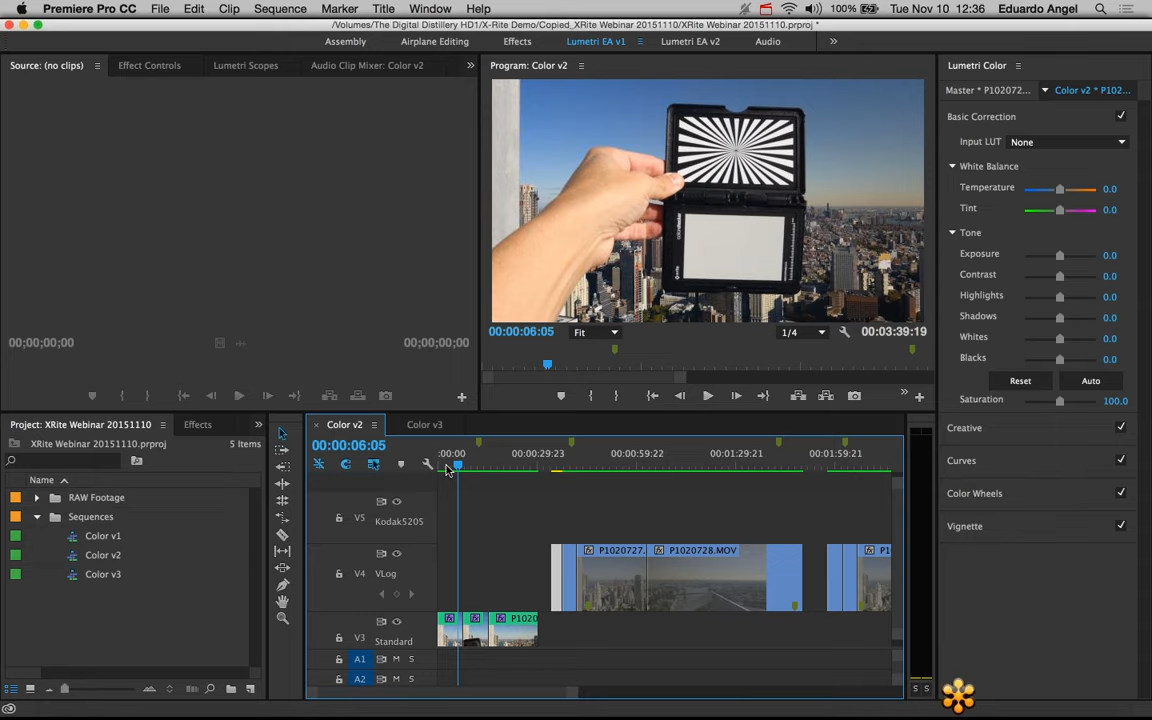 Premiere Pro CC File Edit Clip Sequence Marker Title Window Help 100% Tue Nov 10 12:36 Eduardo Angel
/Volumes/The Digital Distillery HD1/X-Rite Demo/Copied_XRite Webinar 20151110/XRite Webinar 20151110.prproj *
Assembly Airplane Editing Effects Lumetri EA v1 Lumetri EA v2 Audio
Source: (no clips) Effect Controls Lumetri Scopes Audio Clip Mixer: Color v2
00;00;00;00 00;00;00;00
Program: Color v2
00:00:06:05 Fit 1/4 00:03:39:19
Lumetri Color
Master * P102072... Color v2 * P102...
Basic Correction
Input LUT None
White Balance
Temperature 0.0
Tint 0.0
Tone
Exposure 0.0
Contrast 0.0
Highlights 0.0
Shadows 0.0
Whites 0.0
Blacks 0.0
Reset Auto
Saturation 100.0
Creative
Curves
Color Wheels
Vignette
Project: XRite Webinar 20151110 Effects
XRite Webinar 20151110.prproj 5 Items
Name
RAW Footage
Sequences
Color v1
Color v2
Color v3
Color v2 Color v3
00:00:06:05
:00:00 00:00:29:23 00:00:59:22 00:01:29:21 00:01:59:21
V5 Kodak5205
V4 VLog
P1020727. P1020728.MOV P1
V3 Standard
P1020
A1 M S
A2 M S
S S